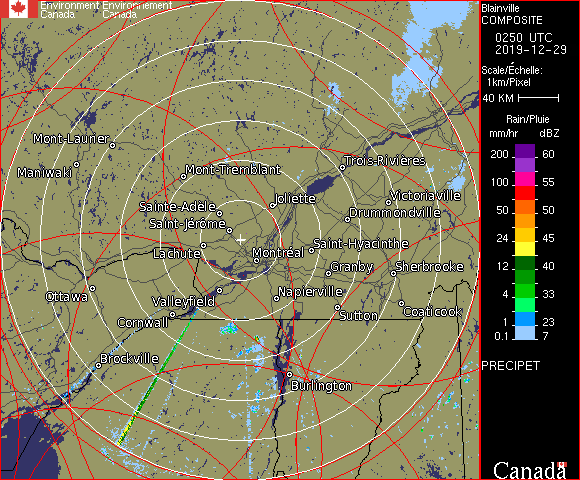 Environment Environnement
Canada Canada
Blainville
COMPOSITE
0250 UTC
2019-12-29
Scale/Échelle:
1km/Pixel
40 KM
Rain/Pluie
mm/hr dBZ
200 60
100 55
50 50
24 45
12 40
4 33
1 23
0.1 7
PRECIPET
Mont-Laurier
Maniwaki
Mont-Tremblant
Trois-Rivières
Joliette
Victoriaville
Sainte-Adèle
Drummondville
Saint-Jérôme
Lachute
Montréal
Saint-Hyacinthe
Granby
Sherbrooke
Ottawa
Valleyfield
Napierville
Cornwall
Sutton
Coaticook
Brockville
Burlington
Canada